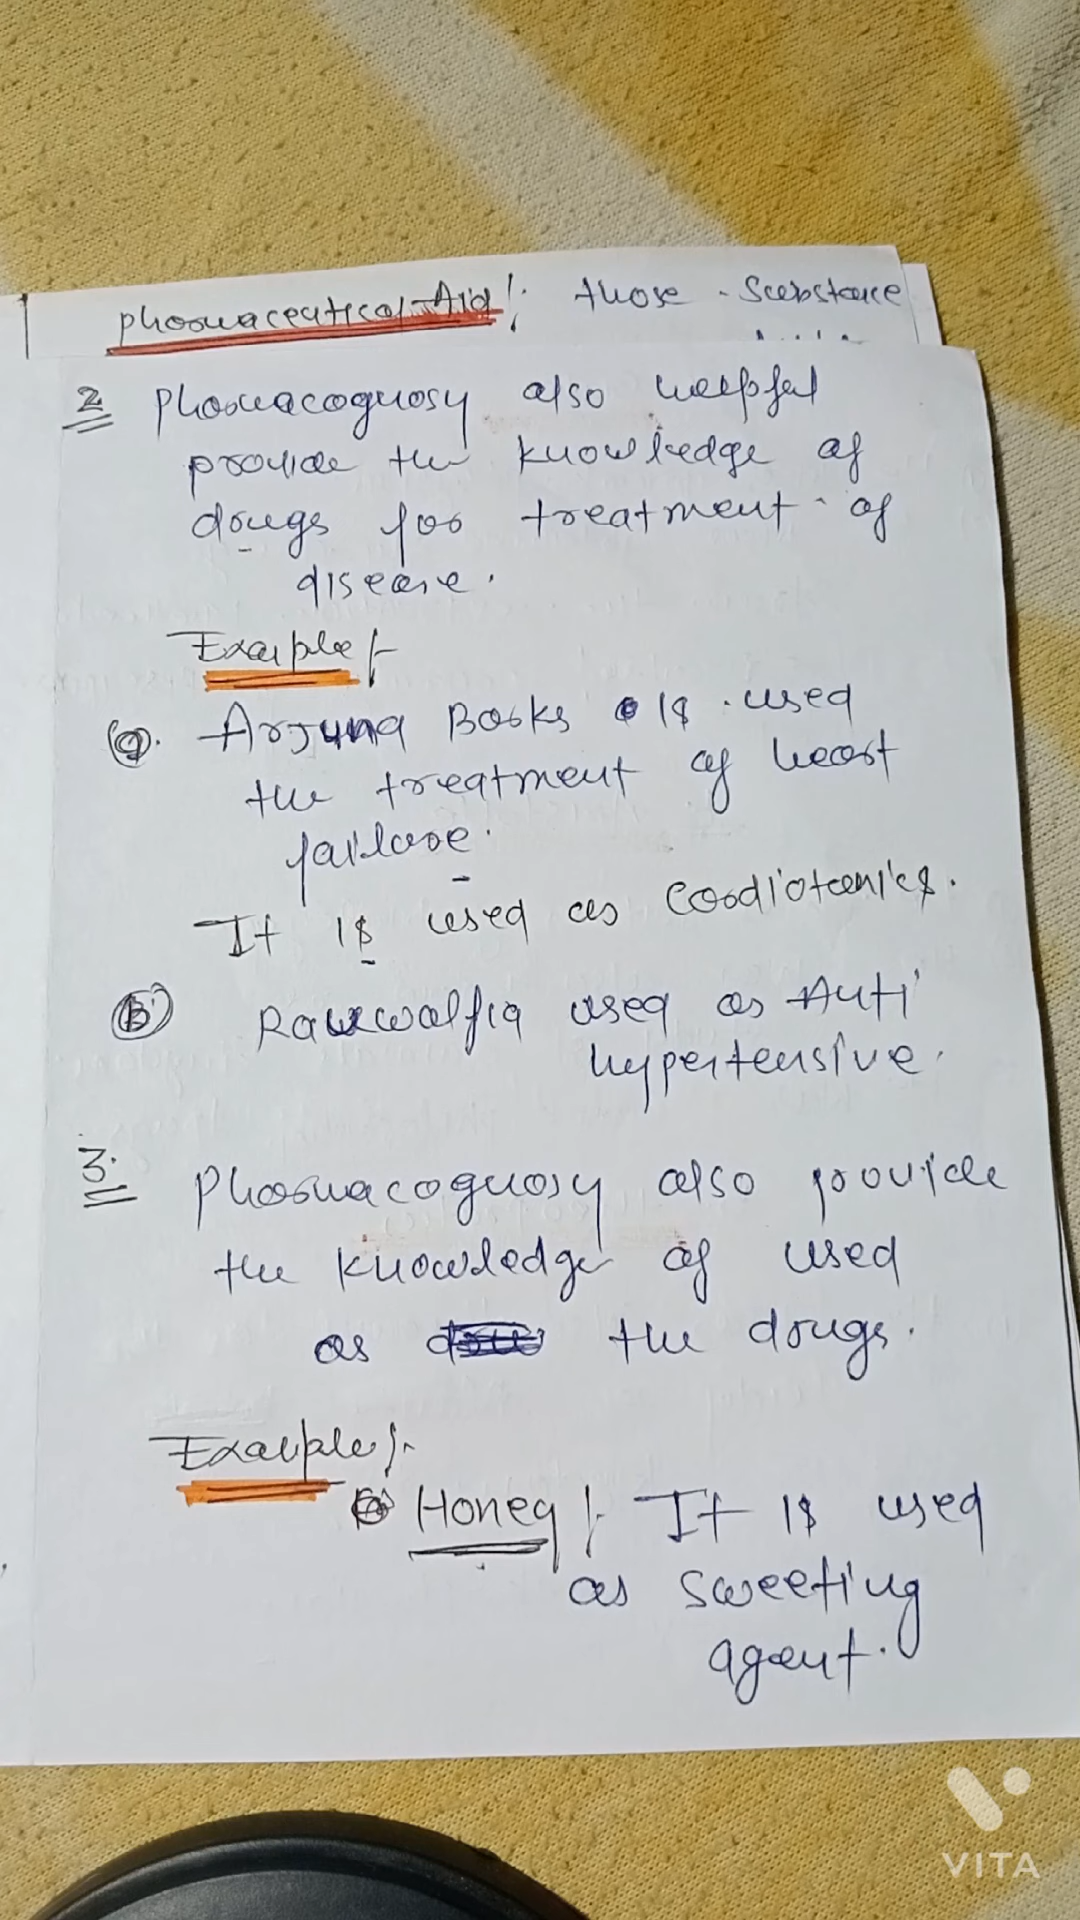 Pharmaceutical Aid :- those Substance
2 Pharmacognosy also helpful
provide the knowledge of
drugs for treatment of
disease.
Example :-
(a). Arjuna Barks is used
the treatment of heart
failure.
It is used as Cardiotonics.
(B) Rauwalfia used as Anti
hypertensive.
3. Pharmacognosy also provide
the knowledge of used
as the drugs.
Example :-
Honey :- It is used
as sweeting
agent.
VITA